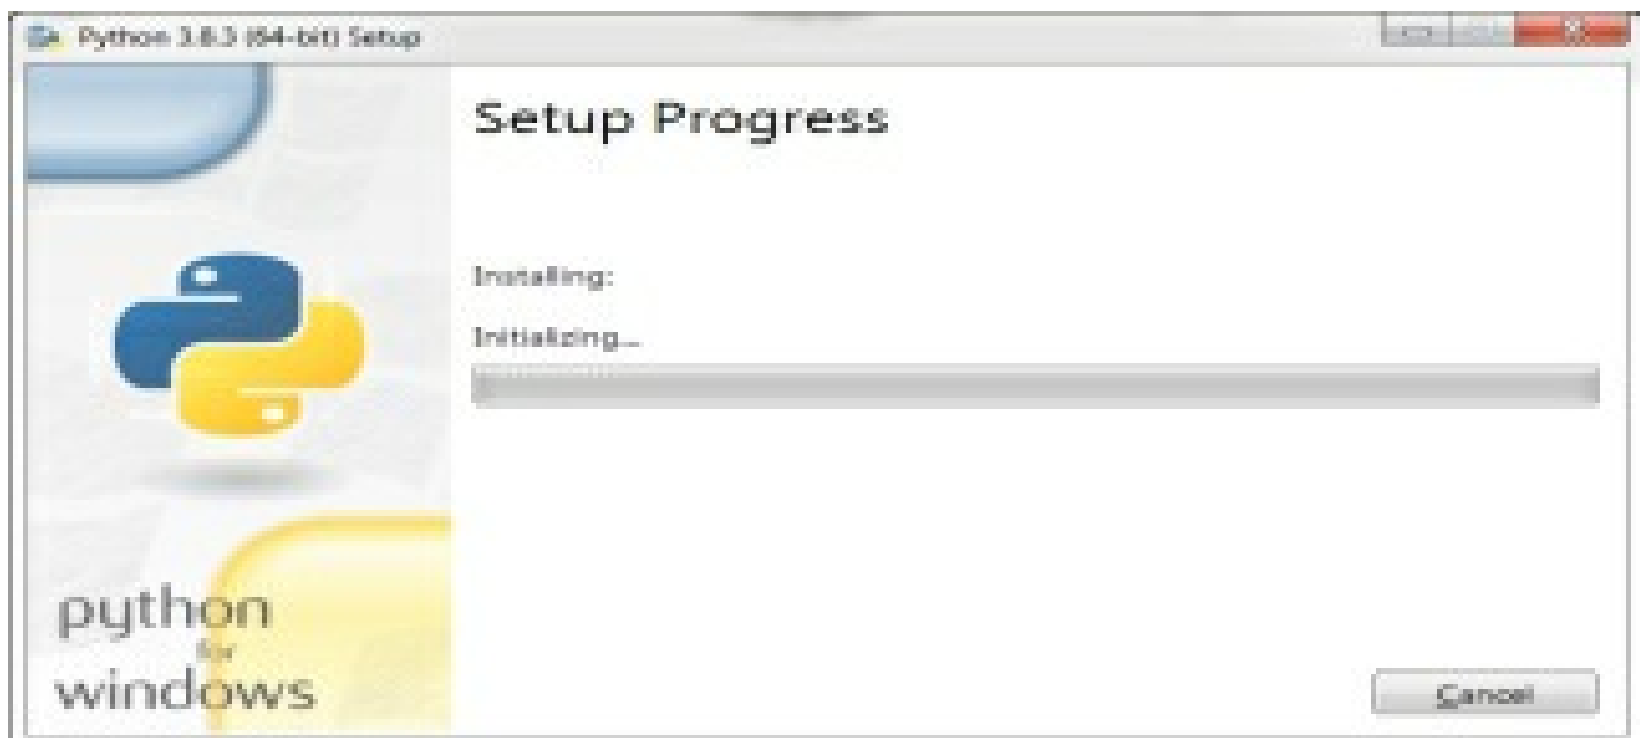 Python 3.8.3 (64-bit) Setup
Setup Progress
Installing:
Initializing...
python
for
windows
Cancel